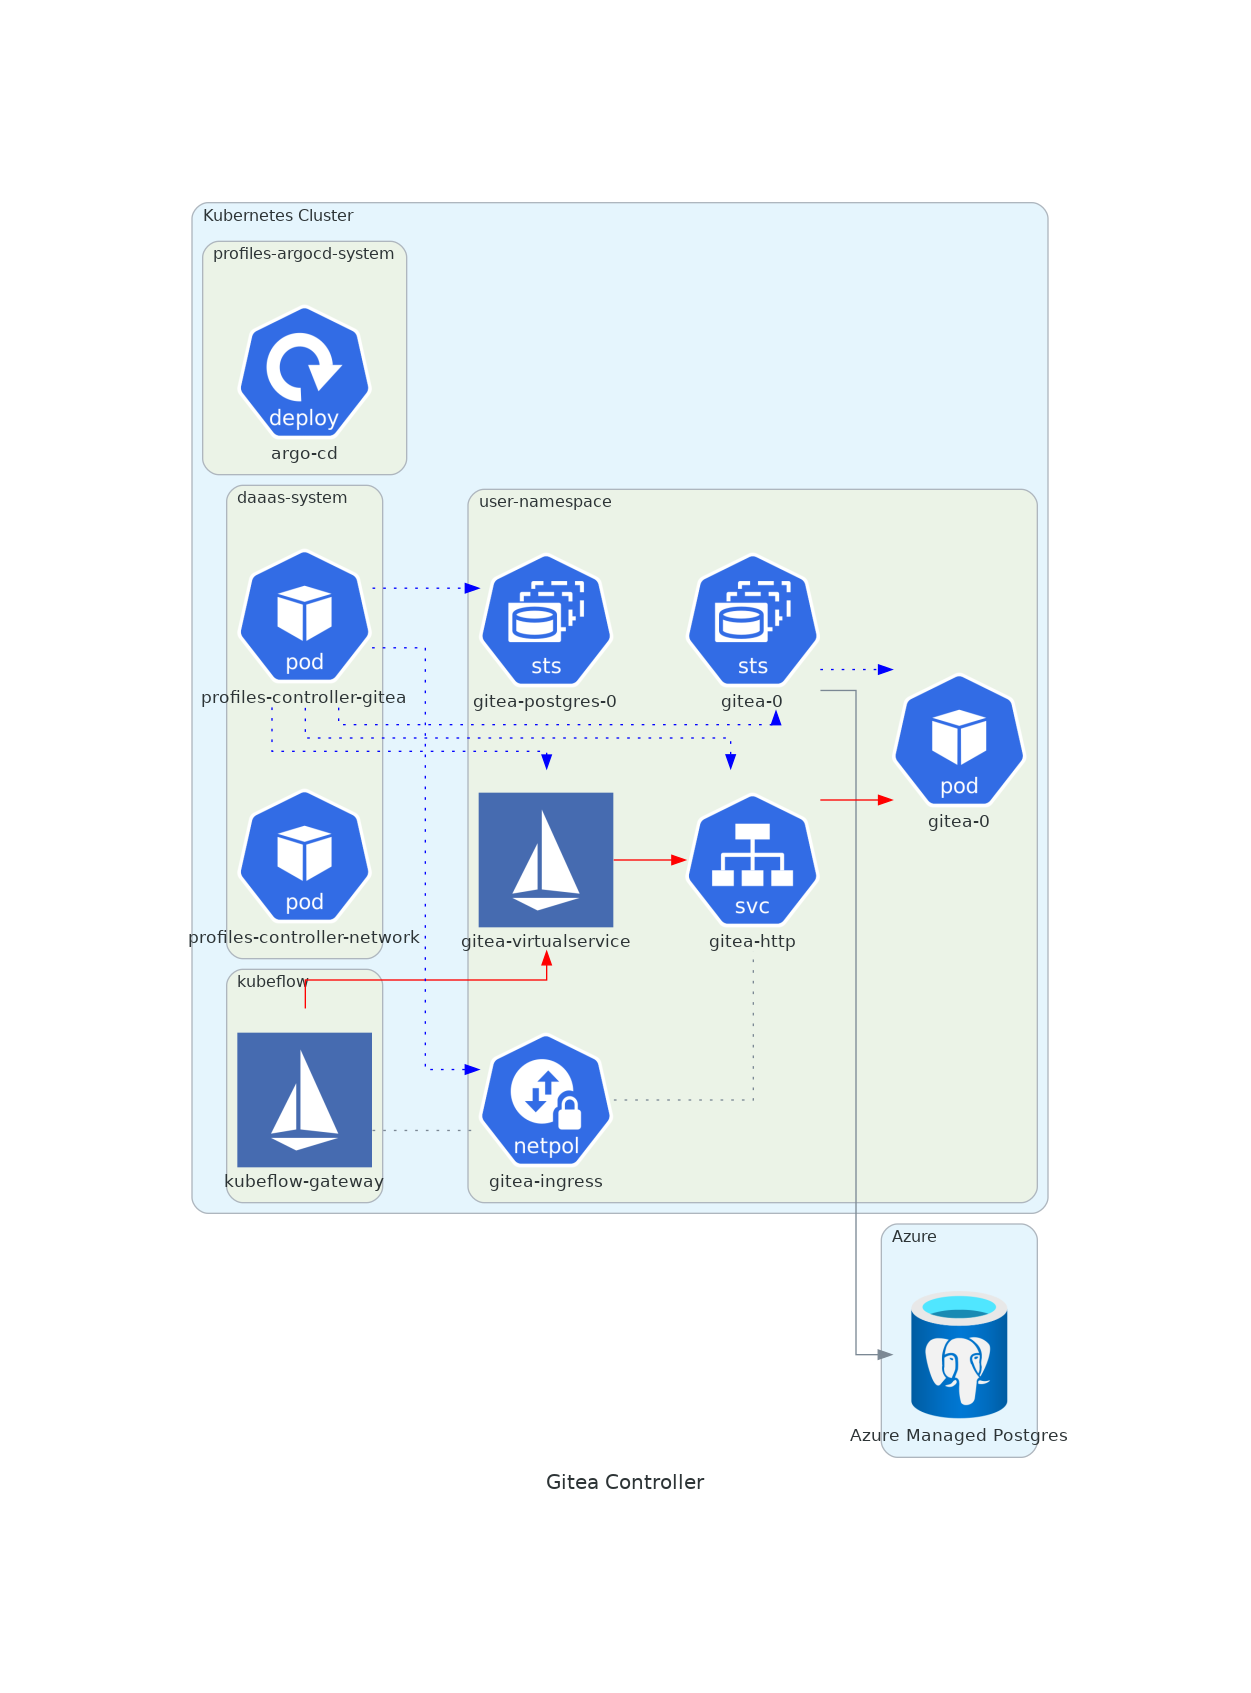 Kubernetes Cluster
profiles-argocd-system
deploy
argo-cd
daaas-system
pod
profiles-controller-gitea
pod
profiles-controller-network
kubeflow
kubeflow-gateway
user-namespace
sts
gitea-postgres-0
sts
gitea-0
pod
gitea-0
gitea-virtualservice
svc
gitea-http
netpol
gitea-ingress
Azure
Azure Managed Postgres
Gitea Controller